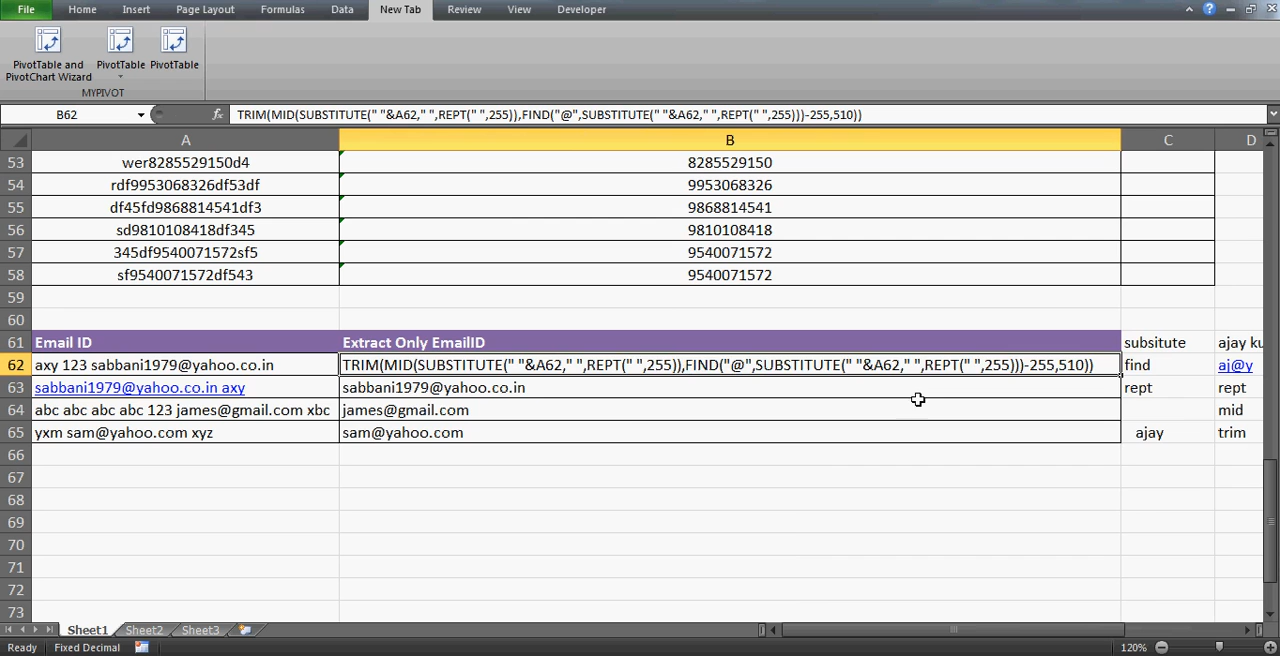 File Home Insert Page Layout Formulas Data New Tab Review View Developer
PivotTable and PivotChart Wizard PivotTable PivotTable
MYPIVOT
B62 fx TRIM(MID(SUBSTITUTE(" "&A62," ",REPT(" ",255)),FIND("@",SUBSTITUTE(" "&A62," ",REPT(" ",255)))-255,510))
A B C D
53 wer8285529150d4 8285529150
54 rdf9953068326df53df 9953068326
55 df45fd9868814541df3 9868814541
56 sd9810108418df345 9810108418
57 345df9540071572sf5 9540071572
58 sf9540071572df543 9540071572
59
60
61 Email ID Extract Only EmailID subsitute ajay ku
62 axy 123 sabbani1979@yahoo.co.in TRIM(MID(SUBSTITUTE(" "&A62," ",REPT(" ",255)),FIND("@",SUBSTITUTE(" "&A62," ",REPT(" ",255)))-255,510)) find aj@y
63 sabbani1979@yahoo.co.in axy sabbani1979@yahoo.co.in rept rept
64 abc abc abc abc 123 james@gmail.com xbc james@gmail.com mid
65 yxm sam@yahoo.com xyz sam@yahoo.com ajay trim
66
67
68
69
70
71
72
73
Sheet1 Sheet2 Sheet3
Ready Fixed Decimal 120%